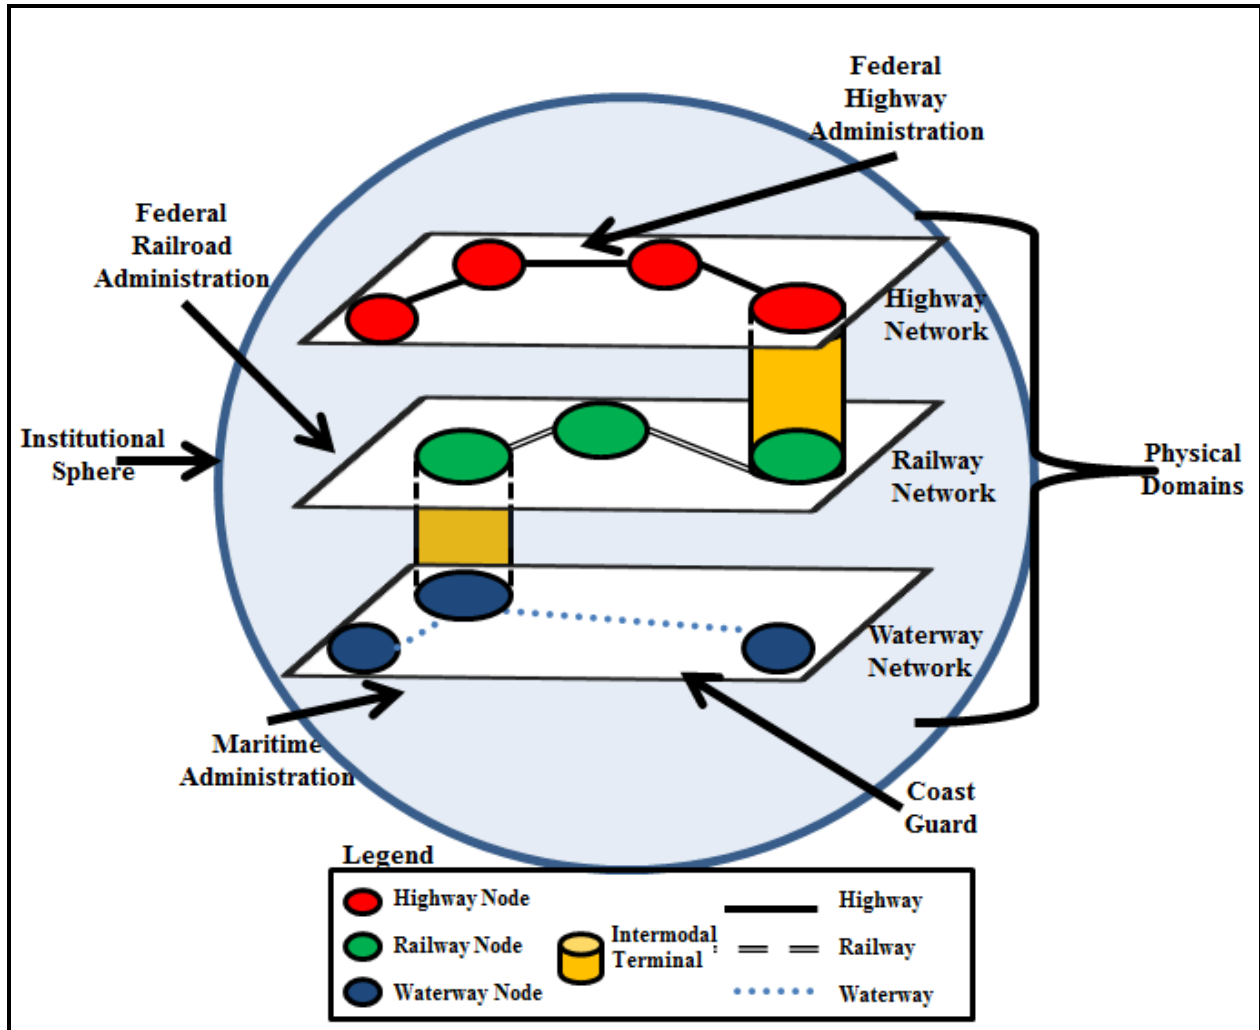 Federal
Highway
Administration
Federal
Railroad
Administration
Highway
Network
Institutional
Sphere
Railway
Network
Physical
Domains
Waterway
Network
Maritime
Administration
Coast
Guard
Legend
Highway Node
Railway Node
Waterway Node
Intermodal
Terminal
Highway
Railway
Waterway